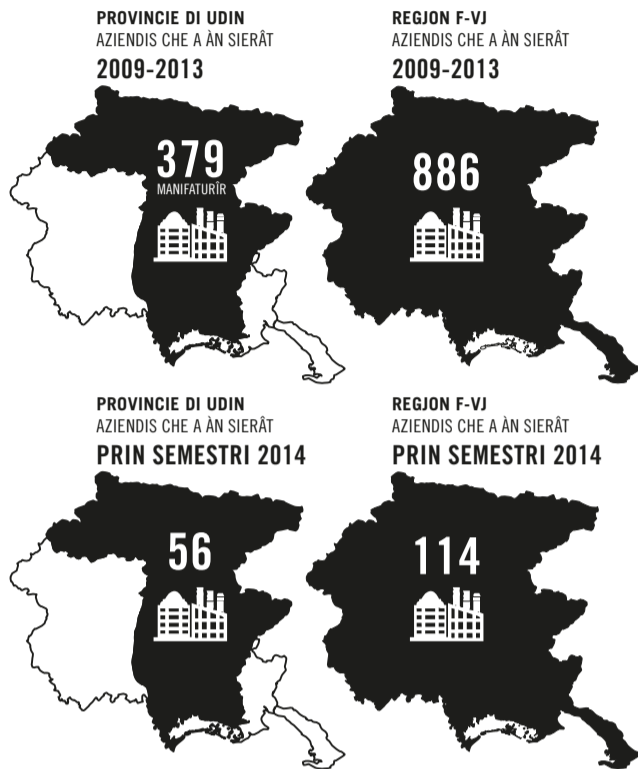 PROVINCIE DI UDIN
AZIENDIS CHE A ÀN SIERÂT
2009-2013
379
MANIFATURÎR
REGJON F-VJ
AZIENDIS CHE A ÀN SIERÂT
2009-2013
886
PROVINCIE DI UDIN
AZIENDIS CHE A ÀN SIERÂT
PRIN SEMESTRI 2014
56
REGJON F-VJ
AZIENDIS CHE A ÀN SIERÂT
PRIN SEMESTRI 2014
114